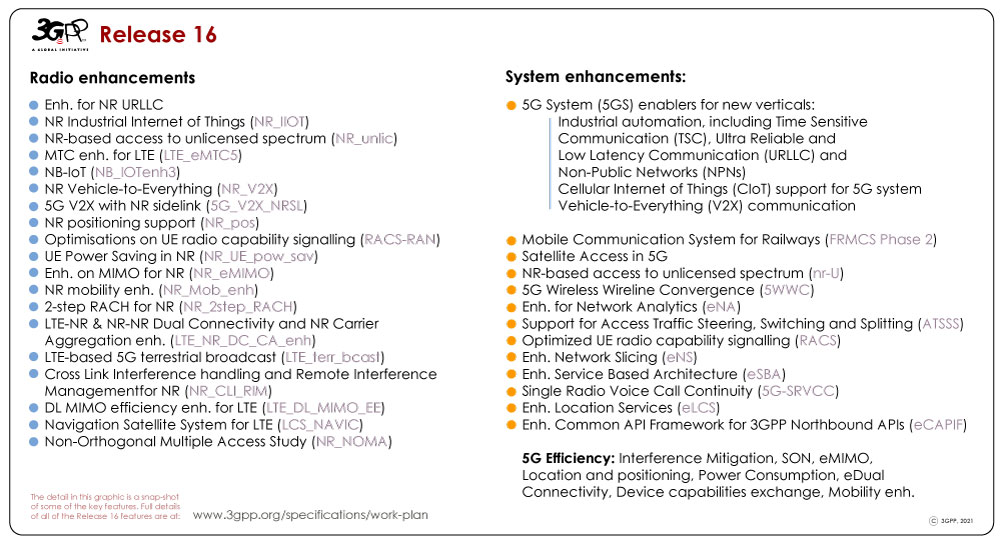 3GPP
A GLOBAL INITIATIVE
Release 16
Radio enhancements
Enh. for NR URLLC
NR Industrial Internet of Things (NR_IIOT)
NR-based access to unlicensed spectrum (NR_unlic)
MTC enh. for LTE (LTE_eMTC5)
NB-IoT (NB_IOTenh3)
NR Vehicle-to-Everything (NR_V2X)
5G V2X with NR sidelink (5G_V2X_NRSL)
NR positioning support (NR_pos)
Optimisations on UE radio capability signalling (RACS-RAN)
UE Power Saving in NR (NR_UE_pow_sav)
Enh. on MIMO for NR (NR_eMIMO)
NR mobility enh. (NR_Mob_enh)
2-step RACH for NR (NR_2step_RACH)
LTE-NR & NR-NR Dual Connectivity and NR Carrier
Aggregation enh. (LTE_NR_DC_CA_enh)
LTE-based 5G terrestrial broadcast (LTE_terr_bcast)
Cross Link Interference handling and Remote Interference
Managementfor NR (NR_CLI_RIM)
DL MIMO efficiency enh. for LTE (LTE_DL_MIMO_EE)
Navigation Satellite System for LTE (LCS_NAVIC)
Non-Orthogonal Multiple Access Study (NR_NOMA)
The detail in this graphic is a snap-shot
of some of the key features. Full details
of all of the Release 16 features are at:
www.3gpp.org/specifications/work-plan
System enhancements:
5G System (5GS) enablers for new verticals:
Industrial automation, including Time Sensitive
Communication (TSC), Ultra Reliable and
Low Latency Communication (URLLC) and
Non-Public Networks (NPNs)
Cellular Internet of Things (CIoT) support for 5G system
Vehicle-to-Everything (V2X) communication
Mobile Communication System for Railways (FRMCS Phase 2)
Satellite Access in 5G
NR-based access to unlicensed spectrum (nr-U)
5G Wireless Wireline Convergence (5WWC)
Enh. for Network Analytics (eNA)
Support for Access Traffic Steering, Switching and Splitting (ATSSS)
Optimized UE radio capability signalling (RACS)
Enh. Network Slicing (eNS)
Enh. Service Based Architecture (eSBA)
Single Radio Voice Call Continuity (5G-SRVCC)
Enh. Location Services (eLCS)
Enh. Common API Framework for 3GPP Northbound APIs (eCAPIF)
5G Efficiency: Interference Mitigation, SON, eMIMO,
Location and positioning, Power Consumption, eDual
Connectivity, Device capabilities exchange, Mobility enh.
© 3GPP, 2021